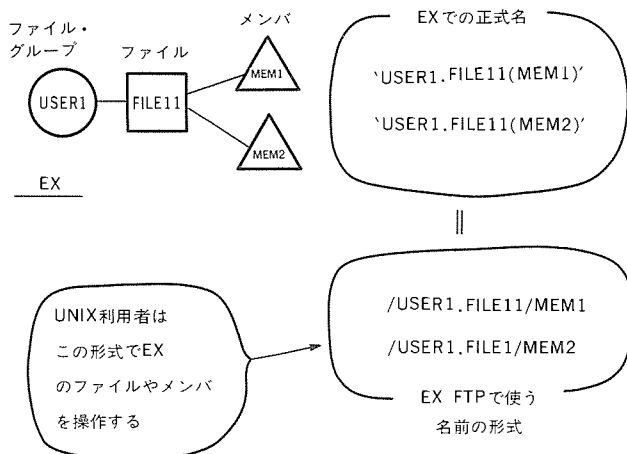 ファイル・
グループ
ファイル
メンバ
USER1
FILE11
MEM1
MEM2
EX
EXでの正式名
‵USER1.FILE11(MEM1)′
‵USER1.FILE11(MEM2)′
||
UNIX利用者は
この形式でEX
のファイルやメンバ
を操作する
/USER1.FILE11/MEM1
/USER1.FILE1/MEM2
EX FTPで使う
名前の形式